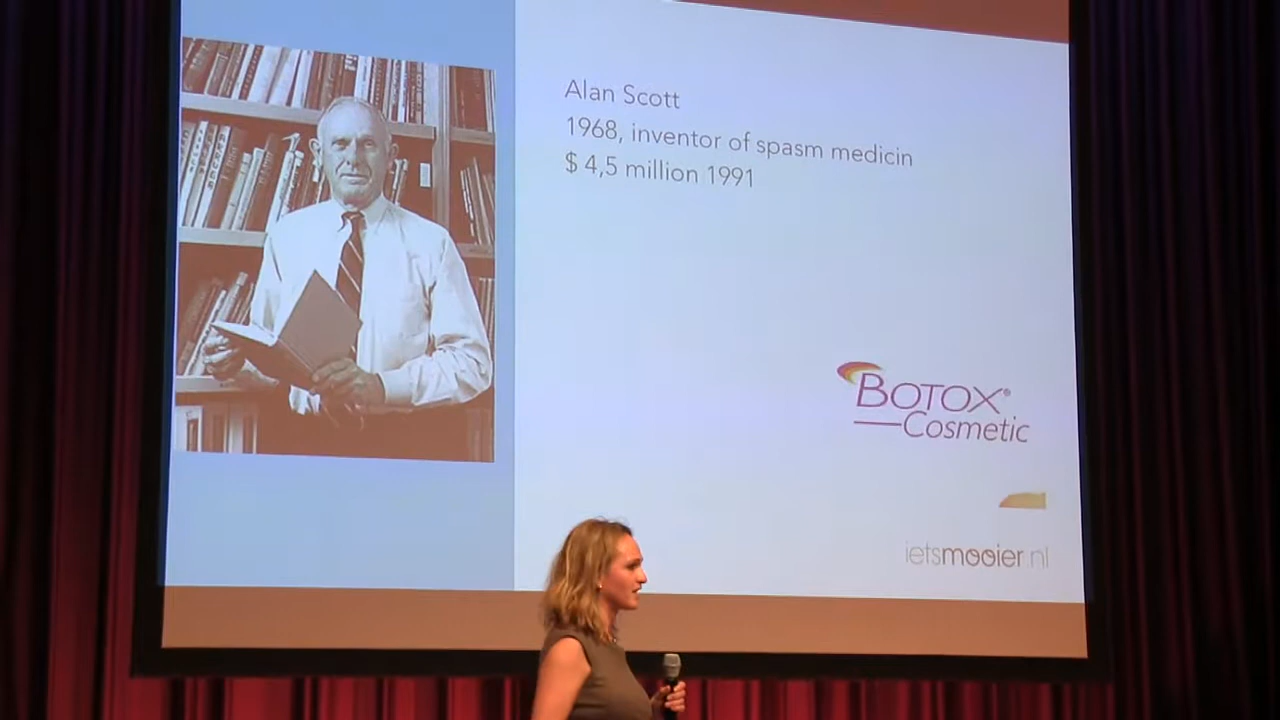 Alan Scott
1968, inventor of spasm medicin
$ 4,5 million 1991
BOTOX®
Cosmetic
ietsmooier.nl